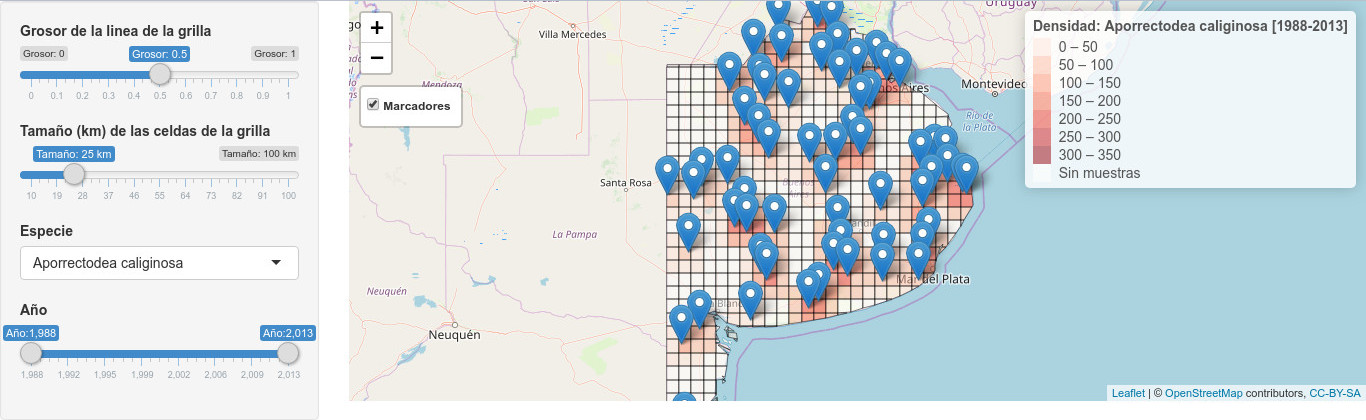 Grosor de la linea de la grilla
Grosor: 0
Grosor: 0.5
Grosor: 1
0 0.1 0.2 0.3 0.4 0.5 0.6 0.7 0.8 0.9 1
Tamaño (km) de las celdas de la grilla
Tamaño: 25 km
Tamaño: 100 km
10 19 28 37 46 55 64 73 82 91 100
Especie
Aporrectodea caliginosa
Año
Año:1,988
Año:2,013
1,988 1,992 1,995 1,999 2,002 2,006 2,009 2,013
+
−
Marcadores
Villa Mercedes
Mendoza
Santa Rosa
La Pampa
Neuquén
Neuquén
Uruguay
Montevideo
Río de
la Plata
Buenos
Aires
Aires
Mar del Plata
Densidad: Aporrectodea caliginosa [1988-2013]
0 – 50
50 – 100
100 – 150
150 – 200
200 – 250
250 – 300
300 – 350
Sin muestras
Leaflet | © OpenStreetMap contributors, CC-BY-SA